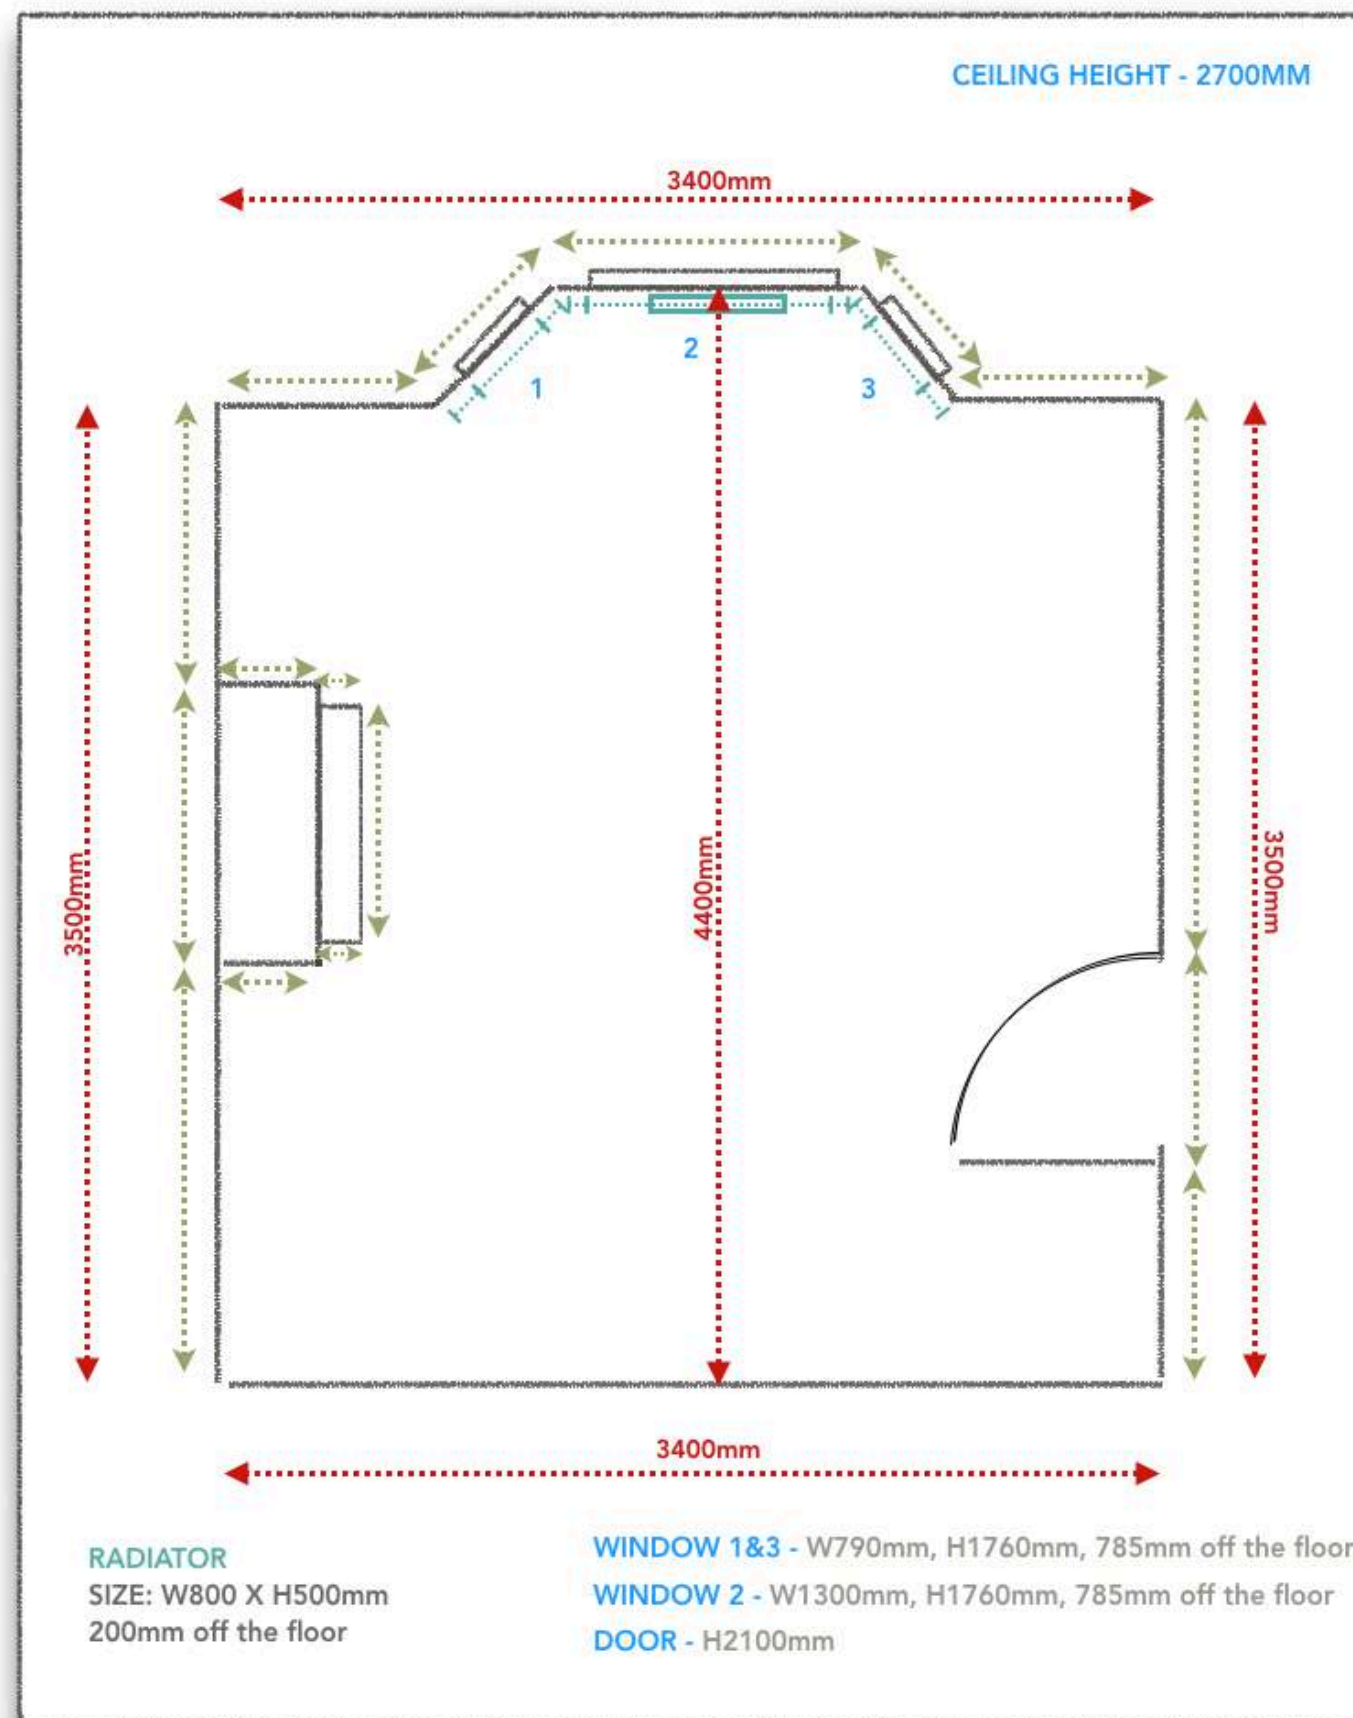 CEILING HEIGHT - 2700MM
3400mm
1
2
3
3500mm
4400mm
3500mm
3400mm
RADIATOR
SIZE: W800 X H500mm
200mm off the floor
WINDOW 1&3 - W790mm, H1760mm, 785mm off the floor
WINDOW 2 - W1300mm, H1760mm, 785mm off the floor
DOOR - H2100mm